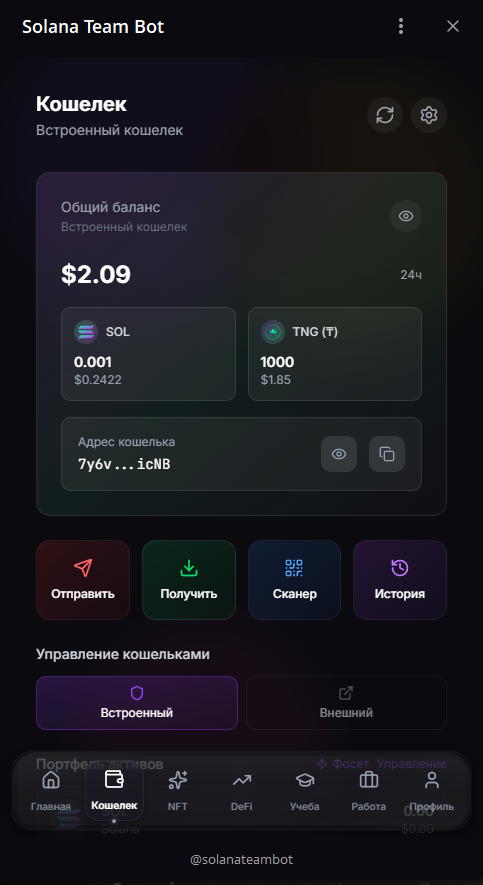 Solana Team Bot
Кошелек
Встроенный кошелек
Общий баланс
Встроенный кошелек
$2.09
24ч
SOL
0.001
$0.2422
TNG (₸)
1000
$1.85
Адрес кошелька
7y6v...icNB
Отправить
Получить
Сканер
История
Управление кошельками
Встроенный
Внешний
Портфель активов
Фосет Управление
SOL 0.00
Solana $0.00
Главная
Кошелек
NFT
DeFi
Учеба
Работа
Профиль
@solanateambot